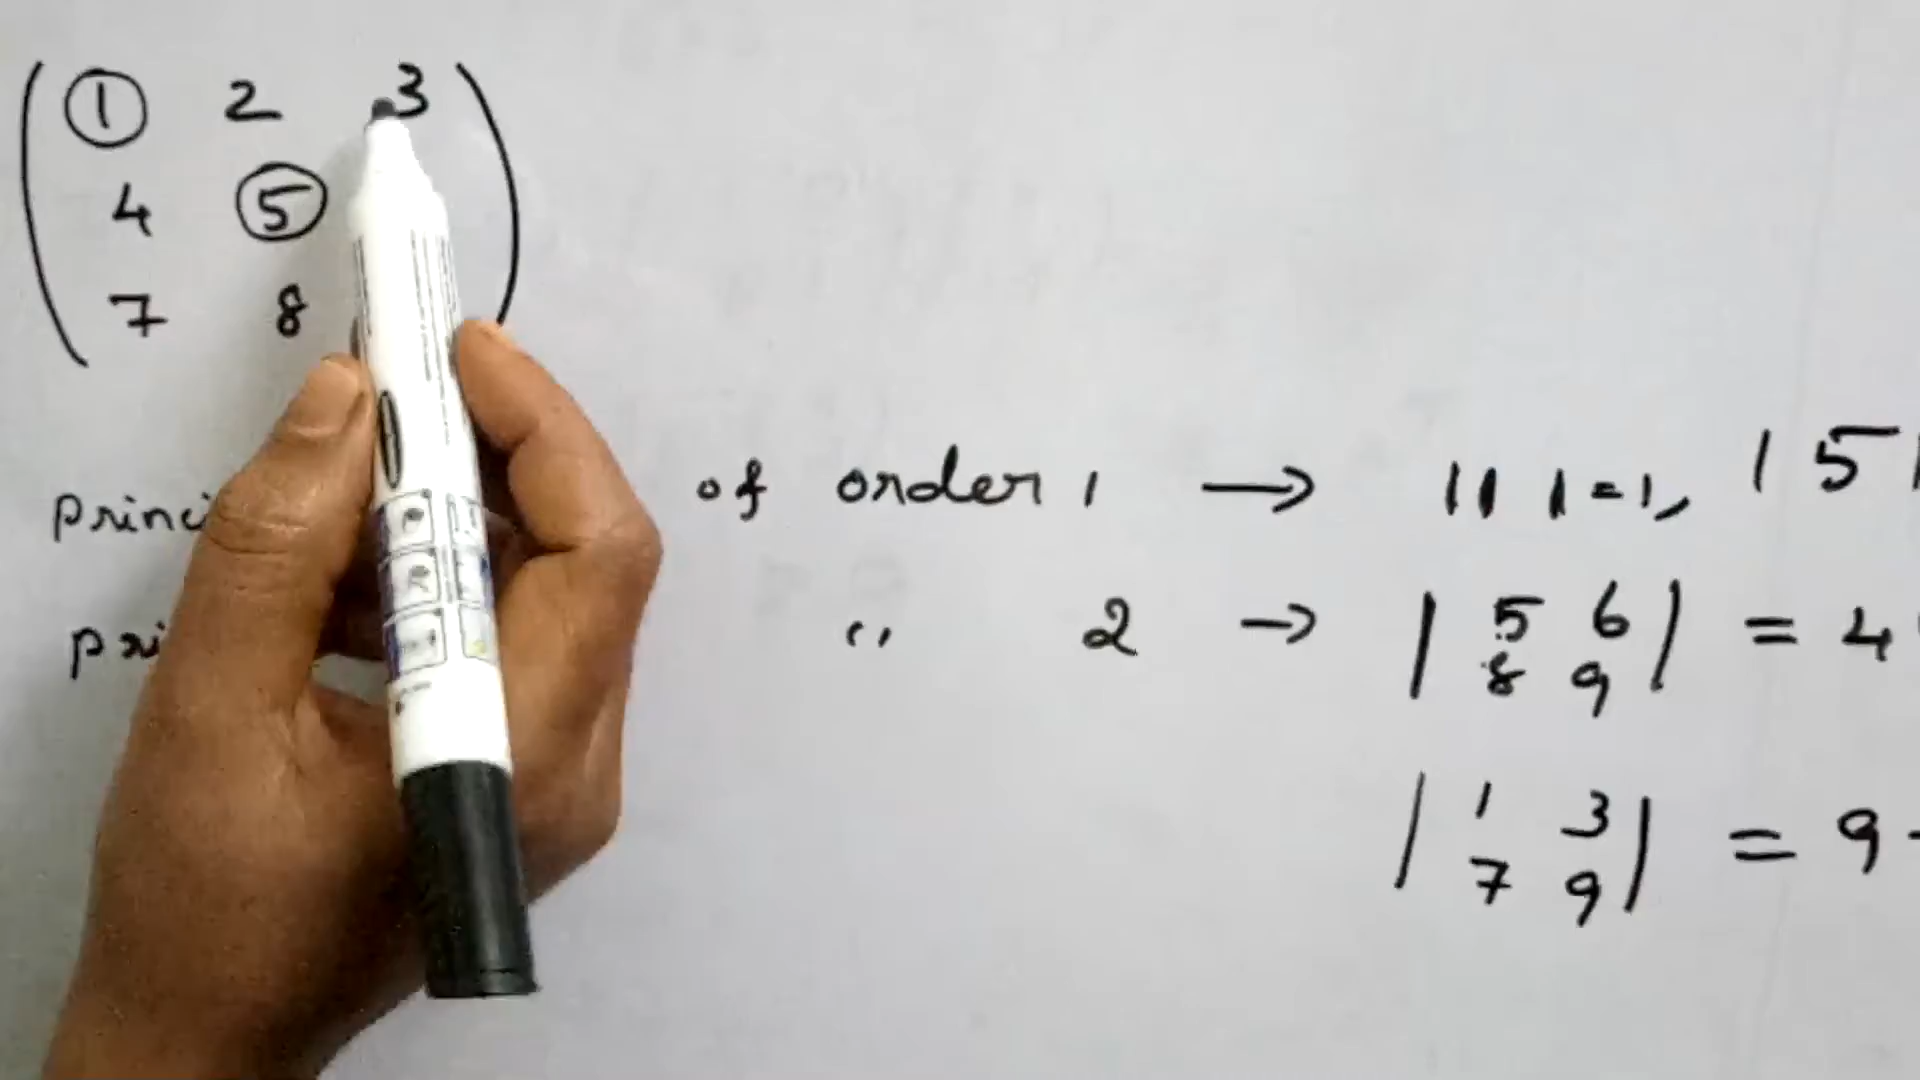 1 2 3
4 5
7 8
of order 1 → |1| = 1, |5|
" 2 → | 5 6 | = 4
8 9
| 1 3 | = 9 -
7 9